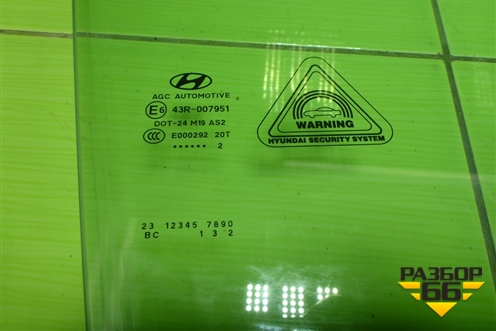 AGC AUTOMOTIVE
E6 43R-007951
DOT-24 M19 AS2
CCC E000292 20T
...... 2
WARNING
HYUNDAI SECURITY SYSTEM
23 12345 7890
BC 1 3 2
РАЗБОР
66